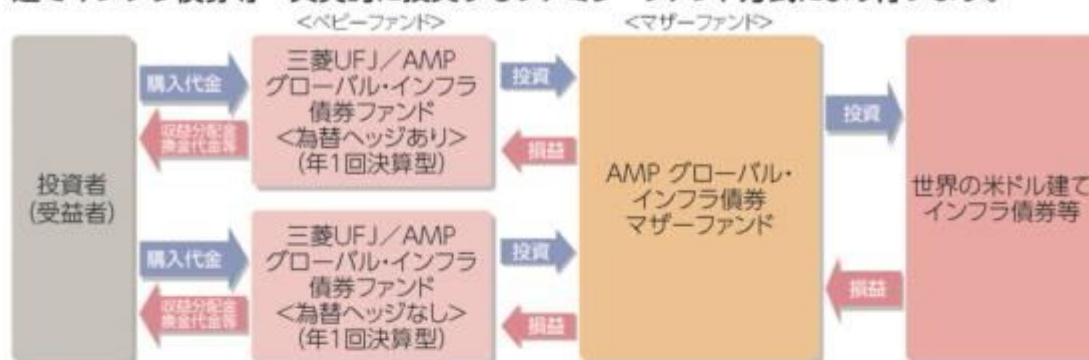 <ベビーファンド>
<マザーファンド>
投資者
(受益者)
購入代金
収益分配金
換金代金等
三菱UFJ/AMP
グローバル・インフラ
債券ファンド
<為替ヘッジあり>
(年1回決算型)
投資
損益
購入代金
収益分配金
換金代金等
三菱UFJ/AMP
グローバル・インフラ
債券ファンド
<為替ヘッジなし>
(年1回決算型)
投資
損益
AMP グローバル・
インフラ債券
マザーファンド
投資
損益
世界の米ドル建て
インフラ債券等